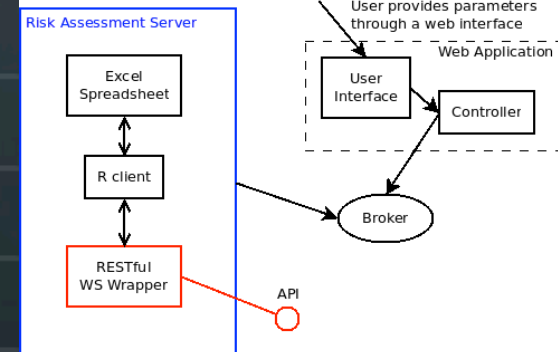 User provides parameters
through a web interface
Risk Assessment Server
Web Application
Excel
Spreadsheet
User
Interface
Controller
R client
Broker
RESTful
WS Wrapper
API